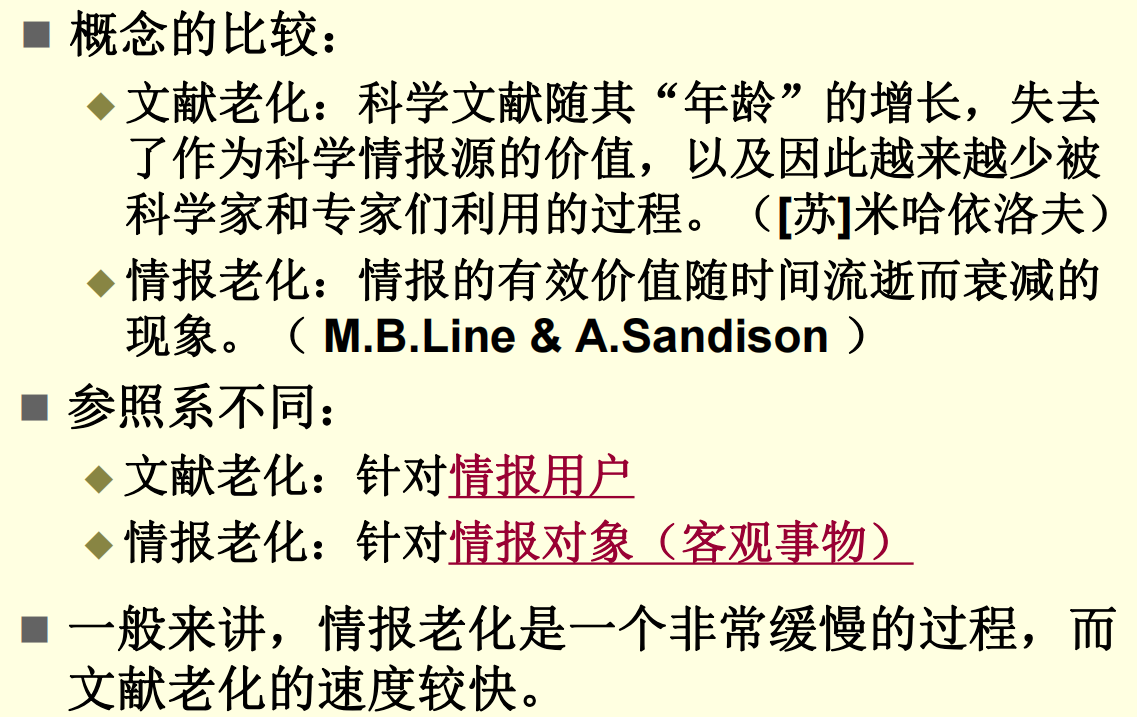 概念的比较：
文献老化：科学文献随其“年龄”的增长，失去
了作为科学情报源的价值，以及因此越来越少被
科学家和专家们利用的过程。（[苏]米哈依洛夫）
情报老化：情报的有效价值随时间流逝而衰减的
现象。（ M.B.Line & A.Sandison ）
参照系不同：
文献老化：针对情报用户
情报老化：针对情报对象（客观事物）
一般来讲，情报老化是一个非常缓慢的过程，而
文献老化的速度较快。